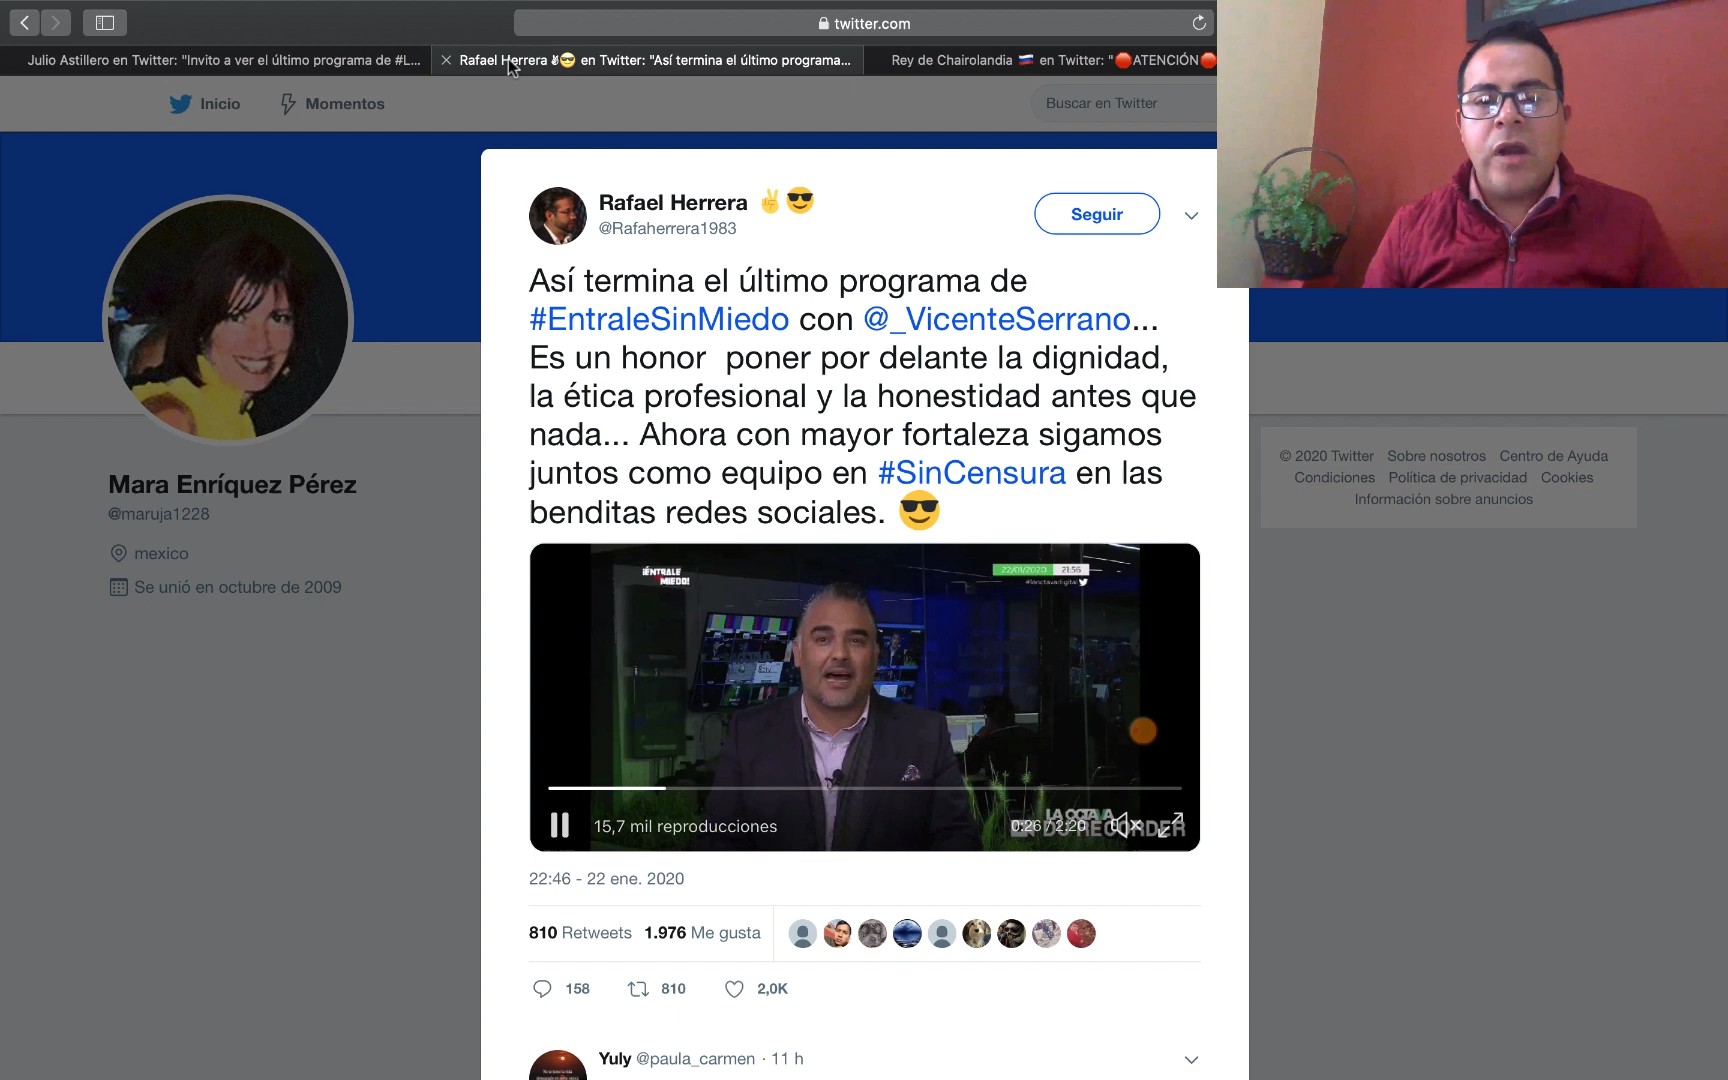 twitter.com
Julio Astillero en Twitter: "Invito a ver el último programa de #L...
Rafael Herrera ✌😎 en Twitter: "Así termina el último programa...
Rey de Chairolandia 🇷🇺 en Twitter: "🛑ATENCIÓN🛑
Inicio
Momentos
Buscar en Twitter
Rafael Herrera ✌😎
@Rafaherrera1983
Seguir
Así termina el último programa de
#EntraleSinMiedo con @_VicenteSerrano...
Es un honor  poner por delante la dignidad,
la ética profesional y la honestidad antes que
nada... Ahora con mayor fortaleza sigamos
juntos como equipo en #SinCensura en las
benditas redes sociales. 😎
Mara Enríquez Pérez
@maruja1228
mexico
Se unió en octubre de 2009
© 2020 Twitter Sobre nosotros Centro de Ayuda
Condiciones Política de privacidad Cookies
Información sobre anuncios
¡ÉNTRALE
MIEDO!
22/01/2020 21:56
#laoctavadigital
LA OCTAVA
15,7 mil reproducciones
0:26 / 2:20
DU RECORDER
22:46 - 22 ene. 2020
810 Retweets 1.976 Me gusta
158 810 2,0K
Yuly @paula_carmen · 11 h